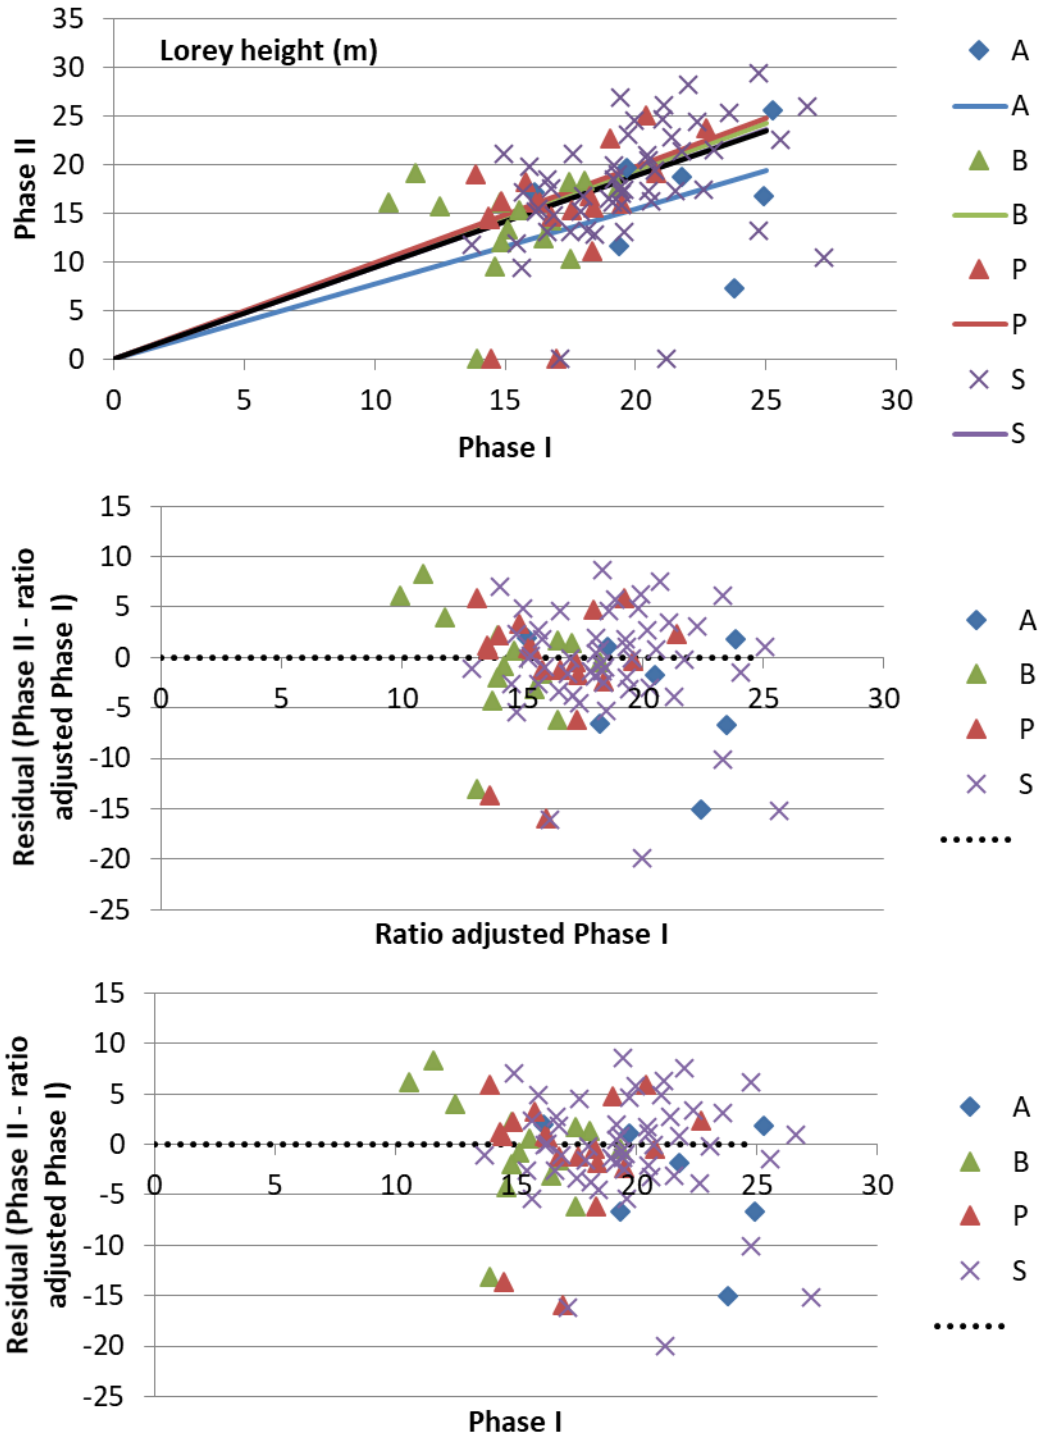 35
Lorey height (m)
30
25
20
15
10
5
0
Phase II
0 5 10 15 20 25 30
Phase I
A
A
B
B
P
P
S
S
15
10
5
0
-5
-10
-15
-20
-25
Residual (Phase II - ratio
adjusted Phase I)
0 5 10 15 20 25 30
Ratio adjusted Phase I
A
B
P
S
15
10
5
0
-5
-10
-15
-20
-25
Residual (Phase II - ratio
adjusted Phase I)
0 5 10 15 20 25 30
Phase I
A
B
P
S